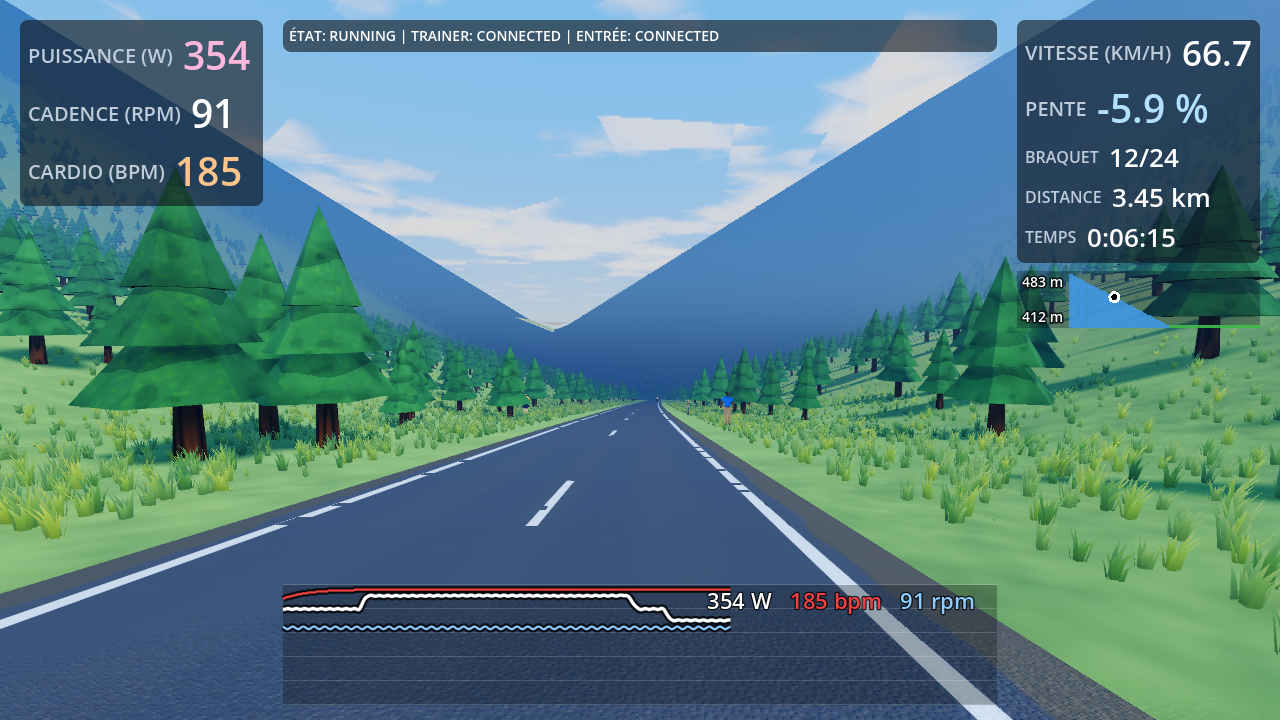 PUISSANCE (W) 354
CADENCE (RPM) 91
CARDIO (BPM) 185
ÉTAT: RUNNING | TRAINER: CONNECTED | ENTRÉE: CONNECTED
VITESSE (KM/H) 66.7
PENTE -5.9 %
BRAQUET 12/24
DISTANCE 3.45 km
TEMPS 0:06:15
483 m
412 m
354 W 185 bpm 91 rpm